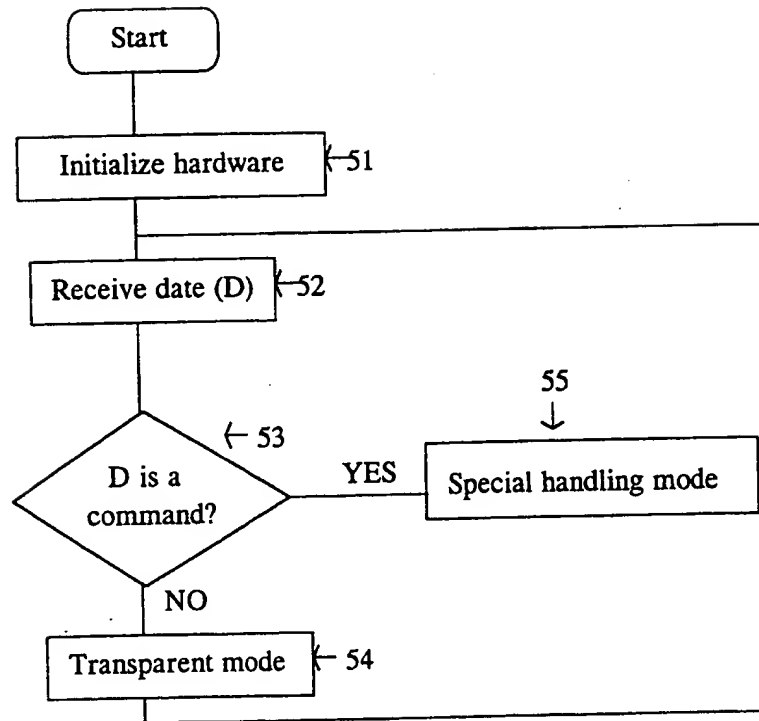 Start
Initialize hardware
←51
Receive date (D)
←52
55
↓
← 53
D is a
command?
YES
Special handling mode
NO
Transparent mode
← 54